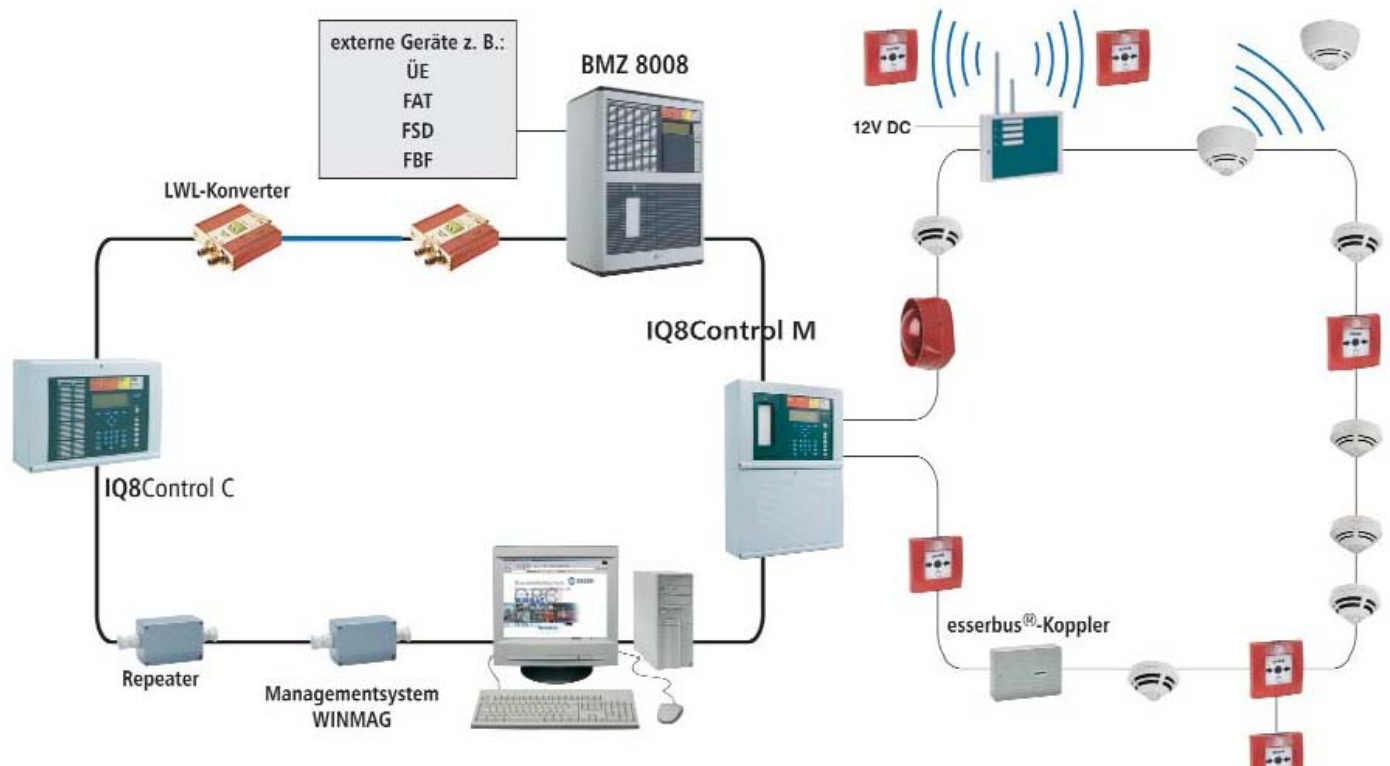 externe Geräte z. B.:
ÜE
FAT
FSD
FBF
BMZ 8008
12V DC
LWL-Konverter
IQ8Control M
IQ8Control C
esserbus®-Koppler
Repeater
Managementsystem
WINMAG